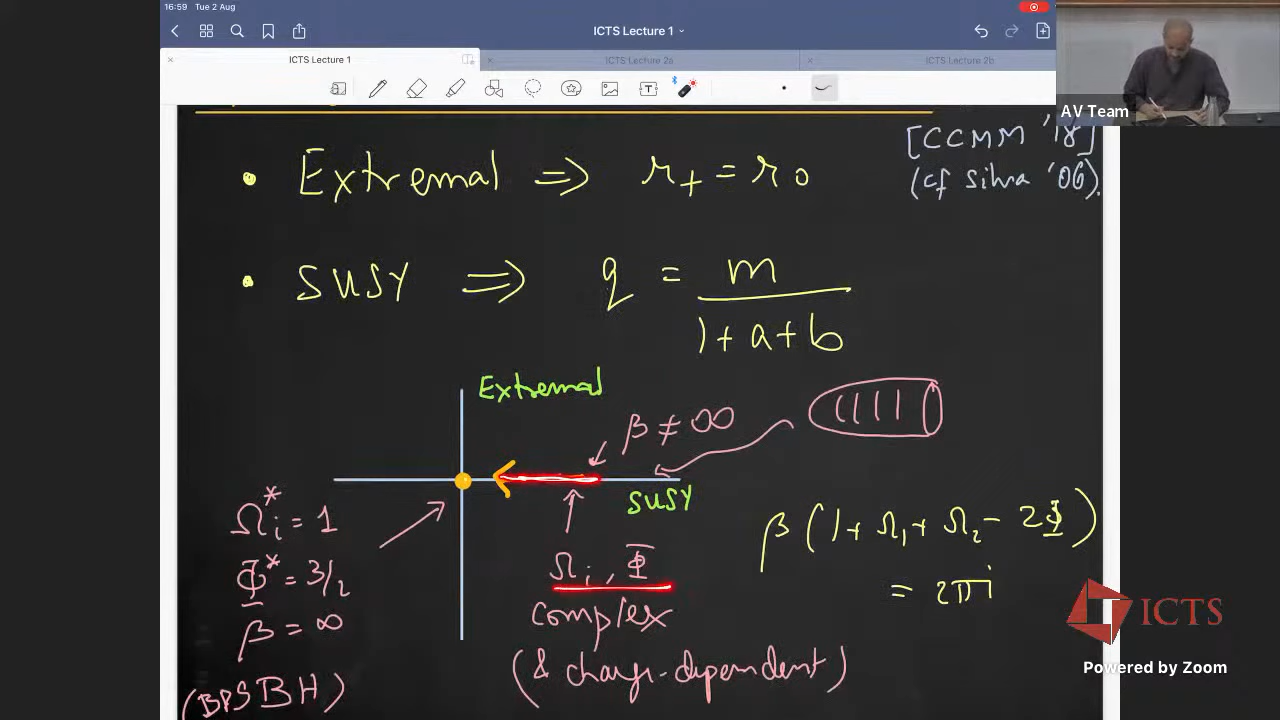 16:59 Tue 2 Aug
ICTS Lecture 1
ICTS Lecture 1
ICTS Lecture 2a
ICTS Lecture 2b
AV Team
[CCMM '18]
(cf Silva '06).
• Extremal ⇒ r₊ = r₀
• SUSY ⇒ q = m / 1+a+b
Extremal
β ≠ ∞
SUSY
Ωᵢ* = 1
Φ* = 3/2
β = ∞
(BPS BH)
Ωᵢ, Φ
complex
(& charge-dependent)
β(1 + Ω₁ + Ω₂ − 2Φ)
= 2πi
ICTS
Powered by Zoom